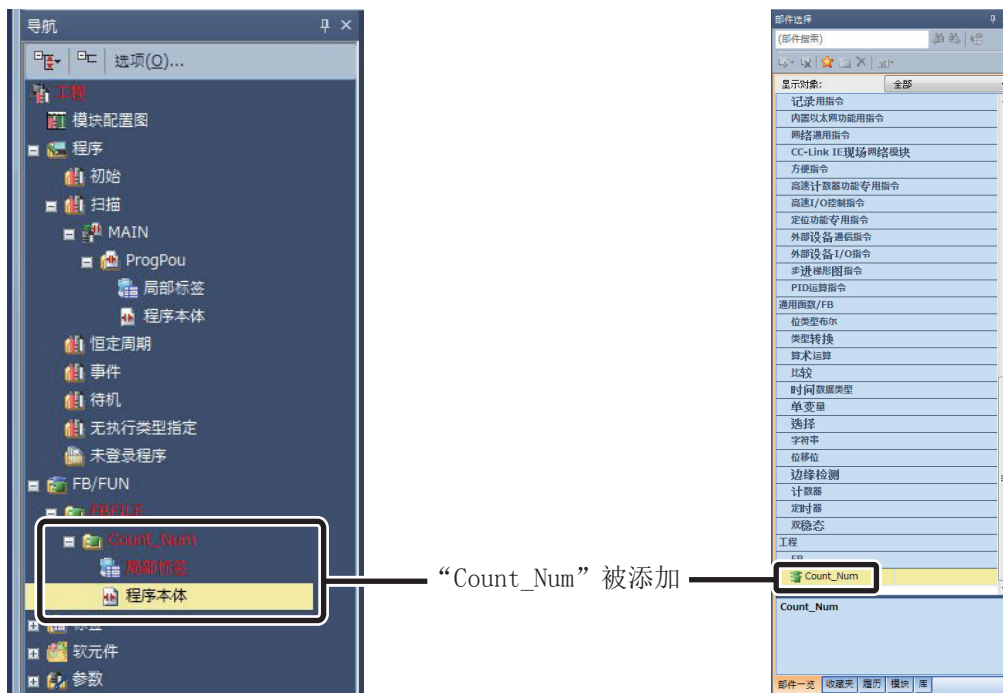 导航
选项(O)...
工程
模块配置图
程序
初始
扫描
MAIN
ProgPou
局部标签
程序本体
恒定周期
事件
待机
无执行类型指定
未登录程序
FB/FUN
FBFILE
Count_Num
局部标签
程序本体
标签
软元件
参数
“Count_Num”被添加
部件选择
(部件搜索)
显示对象:
全部
记录用指令
内置以太网功能用指令
网络通用指令
CC-Link IE现场网络模块
方便指令
高速计数器功能专用指令
高速I/O控制指令
定位功能专用指令
外部设备通信指令
外部设备I/O指令
步进梯形图指令
PID运算指令
通用函数/FB
位类型布尔
类型转换
算术运算
比较
时间数据类型
单变量
选择
字符串
位移位
边缘检测
计数器
定时器
双稳态
工程
FB
Count_Num
Count_Num
部件一览
收藏夹
履历
模块
库